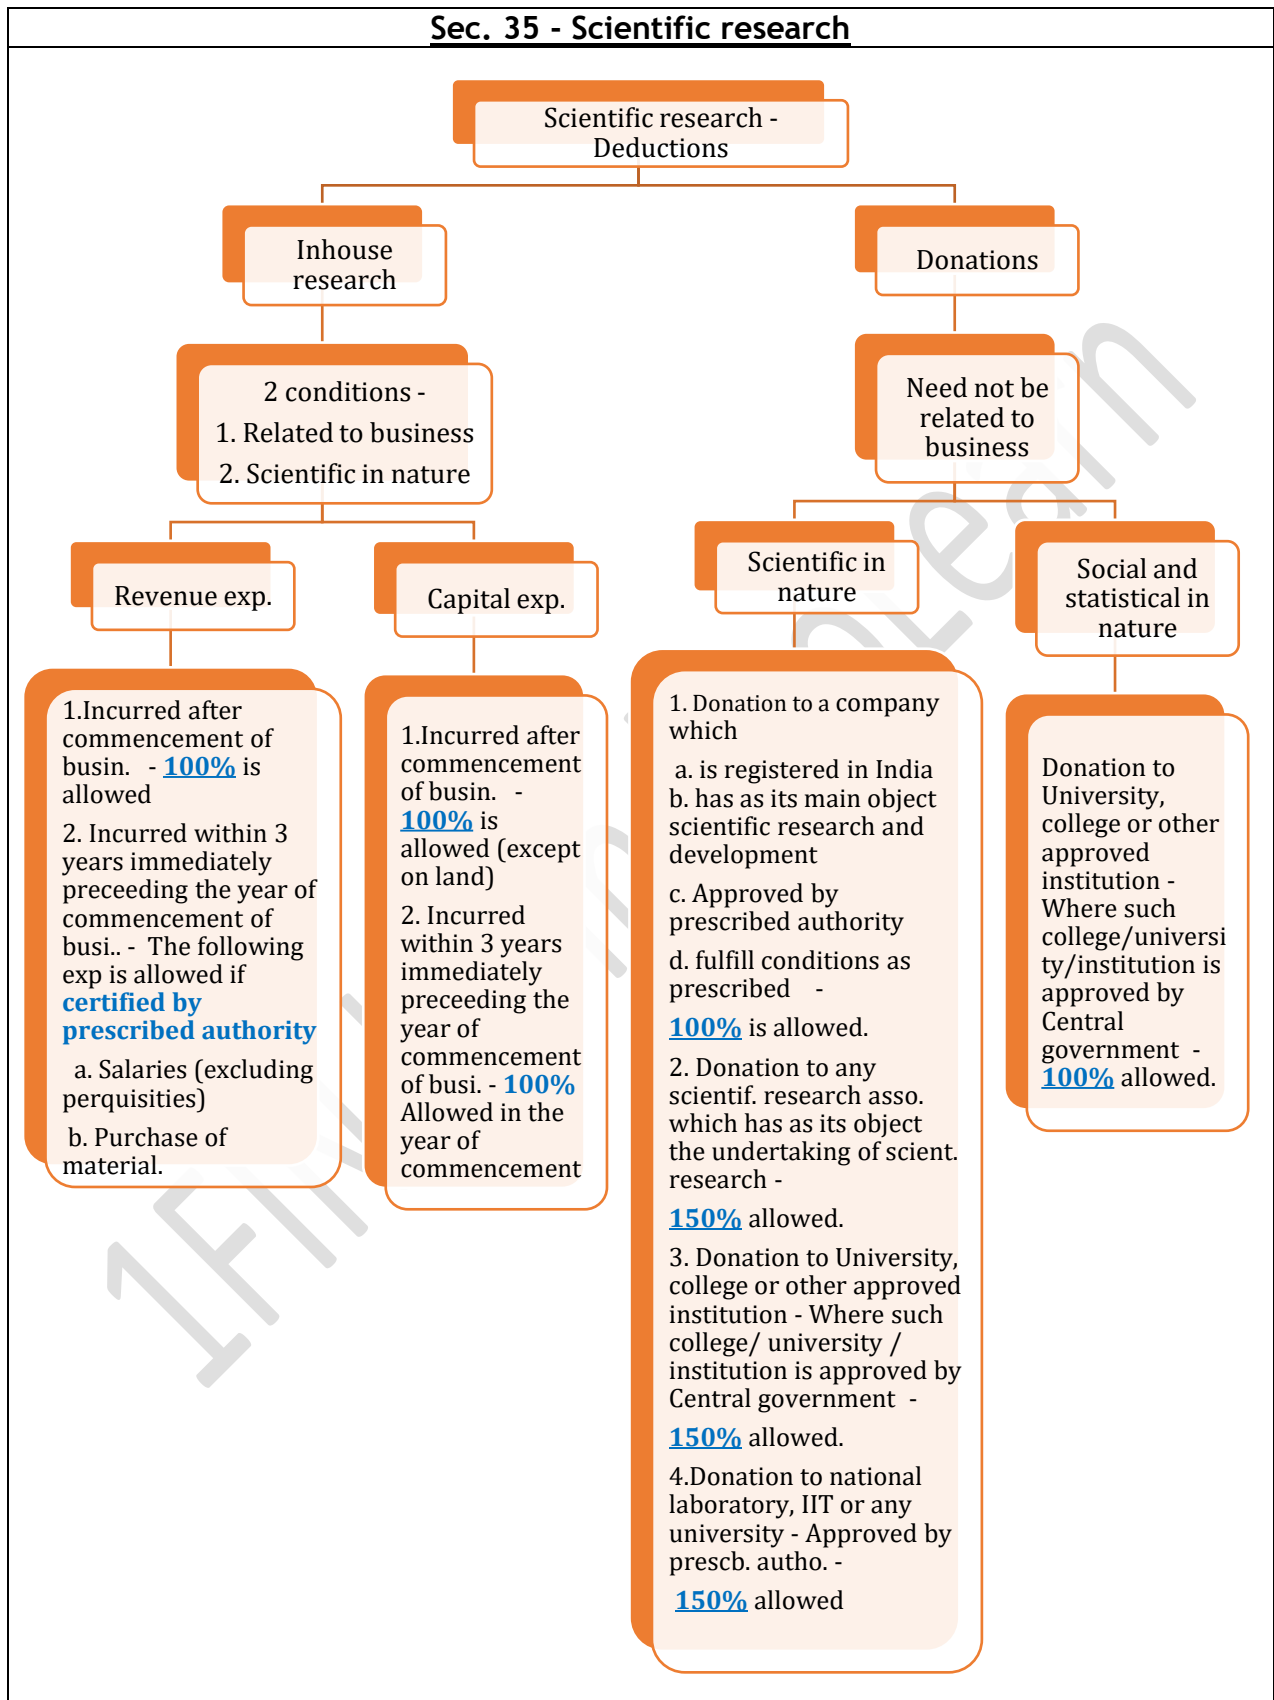 Sec. 35 - Scientific research
Scientific research -
Deductions
Inhouse
research
2 conditions -
1. Related to business
2. Scientific in nature
Revenue exp.
1.Incurred after
commencement of
busin. - 100% is
allowed
2. Incurred within 3
years immediately
preceeding the year of
commencement of
busi.. - The following
exp is allowed if
certified by
prescribed authority
a. Salaries (excluding
perquisities)
b. Purchase of
material.
Capital exp.
1.Incurred after
commencement
of busin. -
100% is
allowed (except
on land)
2. Incurred
within 3 years
immediately
preceeding the
year of
commencement
of busi. - 100%
Allowed in the
year of
commencement
Donations
Need not be
related to
business
Scientific in
nature
1. Donation to a company
which
a. is registered in India
b. has as its main object
scientific research and
development
c. Approved by
prescribed authority
d. fulfill conditions as
prescribed -
100% is allowed.
2. Donation to any
scientif. research asso.
which has as its object
the undertaking of scient.
research -
150% allowed.
3. Donation to University,
college or other approved
institution - Where such
college/ university /
institution is approved by
Central government -
150% allowed.
4.Donation to national
laboratory, IIT or any
university - Approved by
prescb. autho. -
150% allowed
Social and
statistical in
nature
Donation to
University,
college or other
approved
institution -
Where such
college/universi
ty/institution is
approved by
Central
government -
100% allowed.